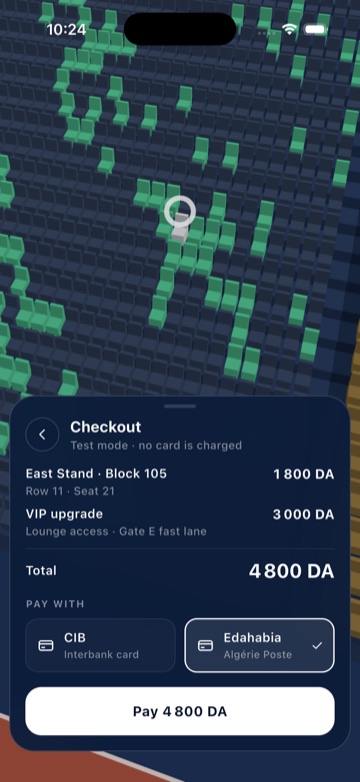 10:24
Checkout
Test mode · no card is charged
East Stand · Block 105 1 800 DA
Row 11 · Seat 21
VIP upgrade 3 000 DA
Lounge access · Gate E fast lane
Total 4 800 DA
PAY WITH
CIB
Interbank card
Edahabia
Algérie Poste
Pay 4 800 DA